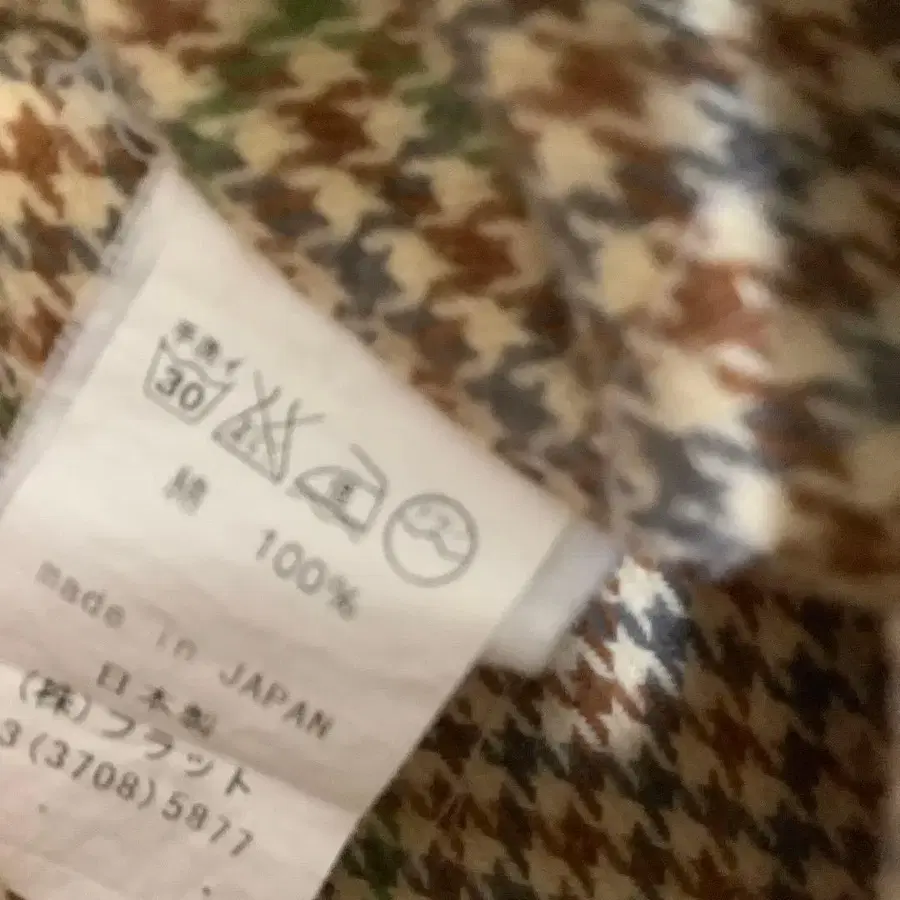 手洗イ
30
綿 100%
made in JAPAN
日本製
(株)フラット
3(3708)5877